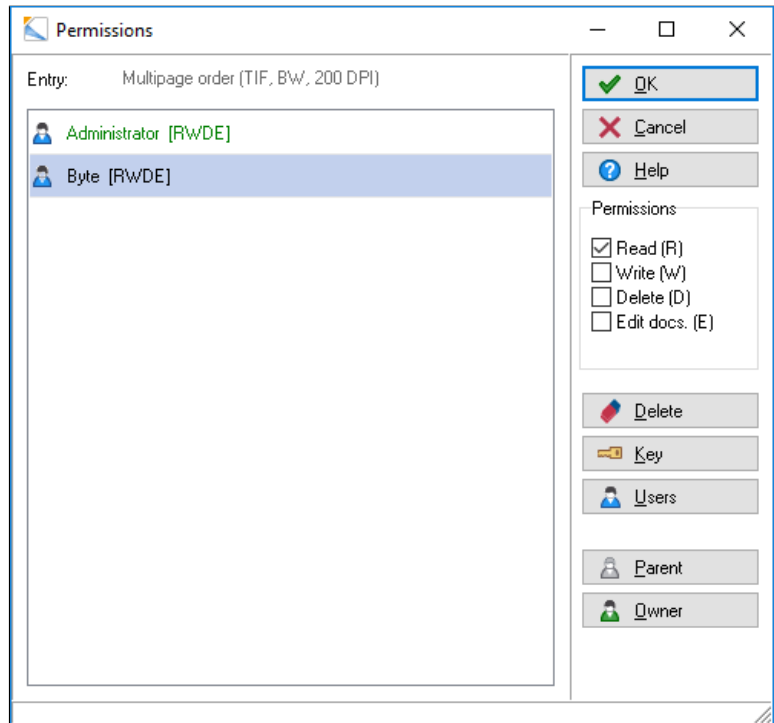 Permissions
Entry: Multipage order (TIF, BW, 200 DPI)
Administrator [RWDE]
Byte [RWDE]
OK
Cancel
Help
Permissions
Read (R)
Write (W)
Delete (D)
Edit docs. (E)
Delete
Key
Users
Parent
Owner